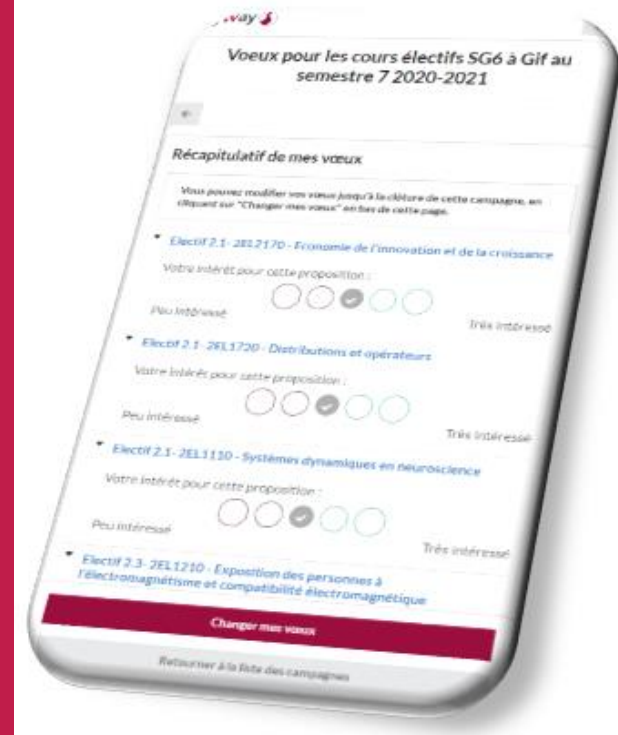 way
Voeux pour les cours électifs SG6 à Gif au
semestre 7 2020-2021
Récapitulatif de mes vœux
Vous pouvez modifier vos vœux jusqu'à la clôture de cette campagne, en
cliquant sur "Changer mes vœux" en bas de cette page.
Electif 2.1- 2EL2170 - Economie de l'innovation et de la croissance
Votre intérêt pour cette proposition :
Peu intéressé
Très intéressé
Electif 2.1- 2EL1720 - Distributions et opérateurs
Votre intérêt pour cette proposition :
Peu intéressé
Très intéressé
Electif 2.1- 2EL1110 - Systèmes dynamiques en neuroscience
Votre intérêt pour cette proposition :
Peu intéressé
Très intéressé
Electif 2.3- 2EL1210 - Exposition des personnes à
l'électromagnétisme et compatibilité électromagnétique
Changer mes vœux
Retourner à la liste des campagnes